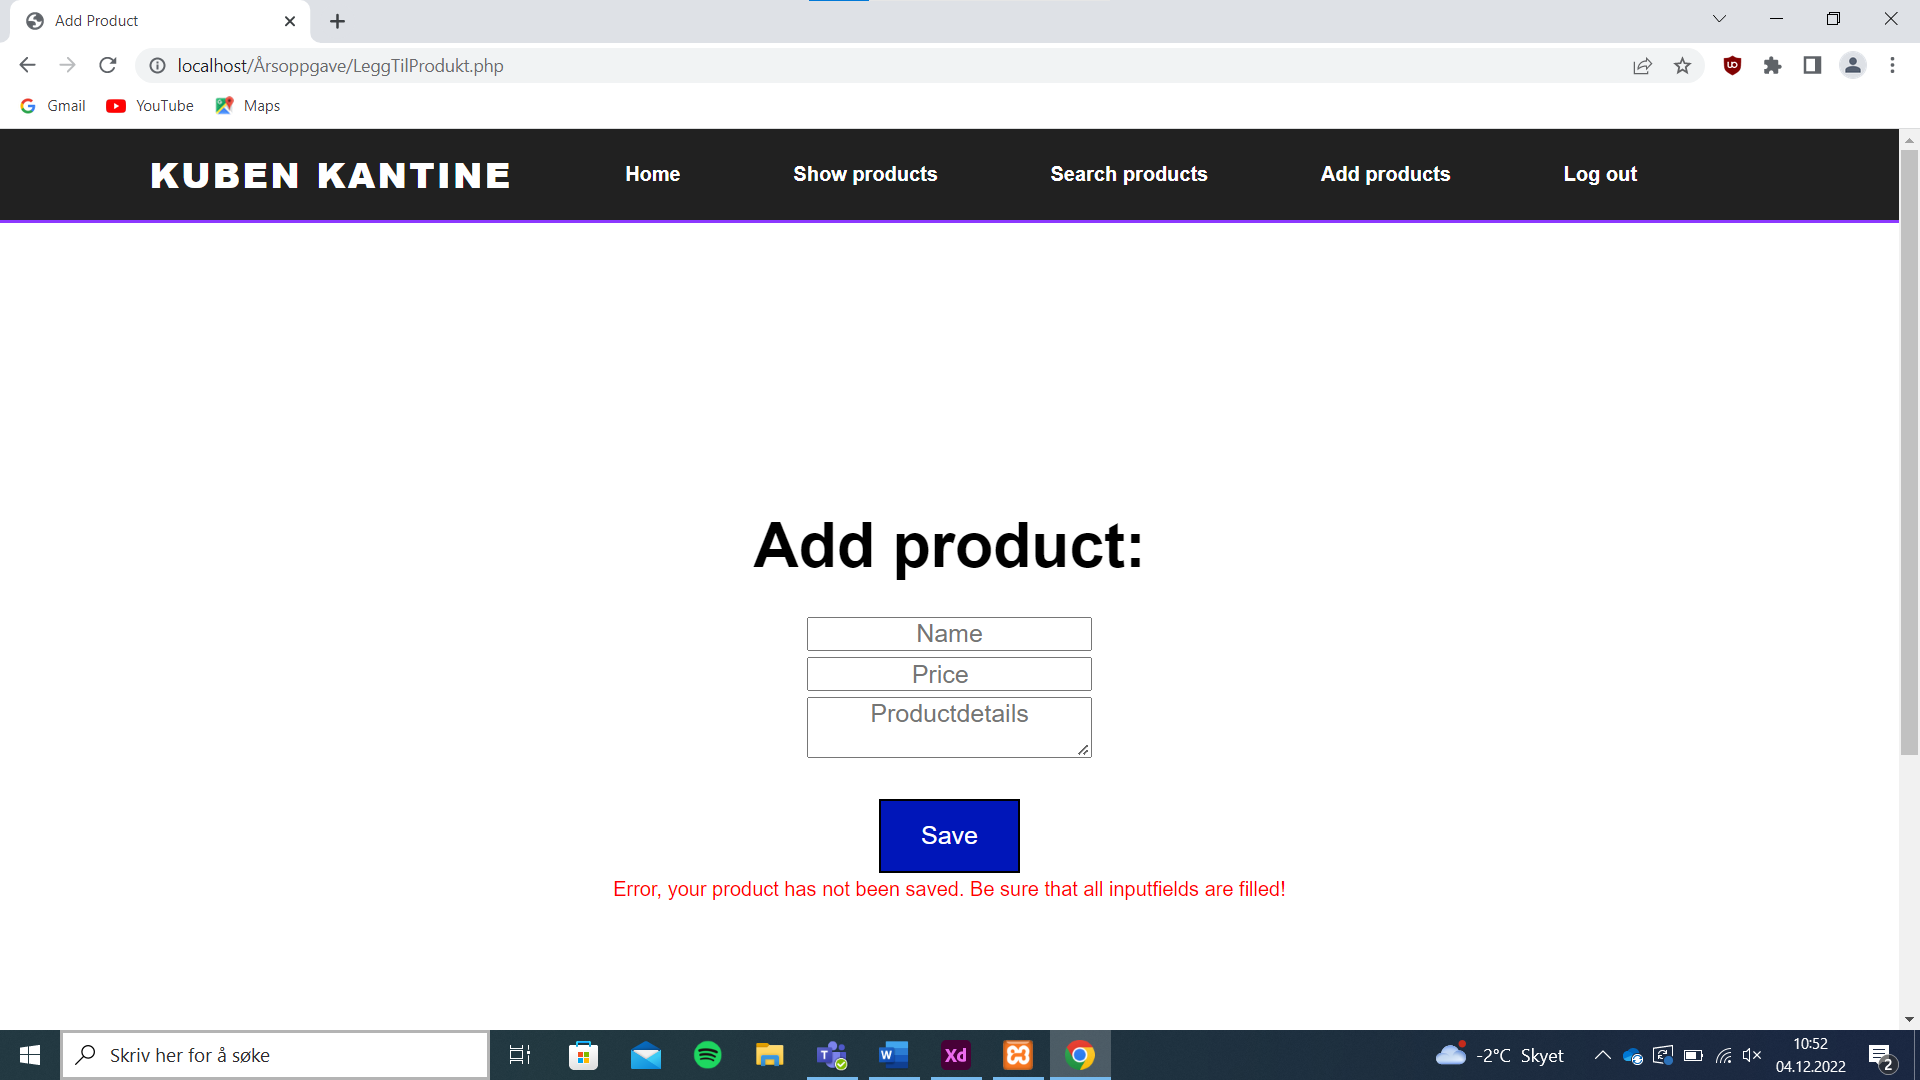 Add Product
localhost/Årsoppgave/LeggTilProdukt.php
Gmail YouTube Maps
KUBEN KANTINE Home Show products Search products Add products Log out
Add product:
Name
Price
Productdetails
Save
Error, your product has not been saved. Be sure that all inputfields are filled!
Skriv her for å søke
-2°C Skyet
10:52
04.12.2022
2